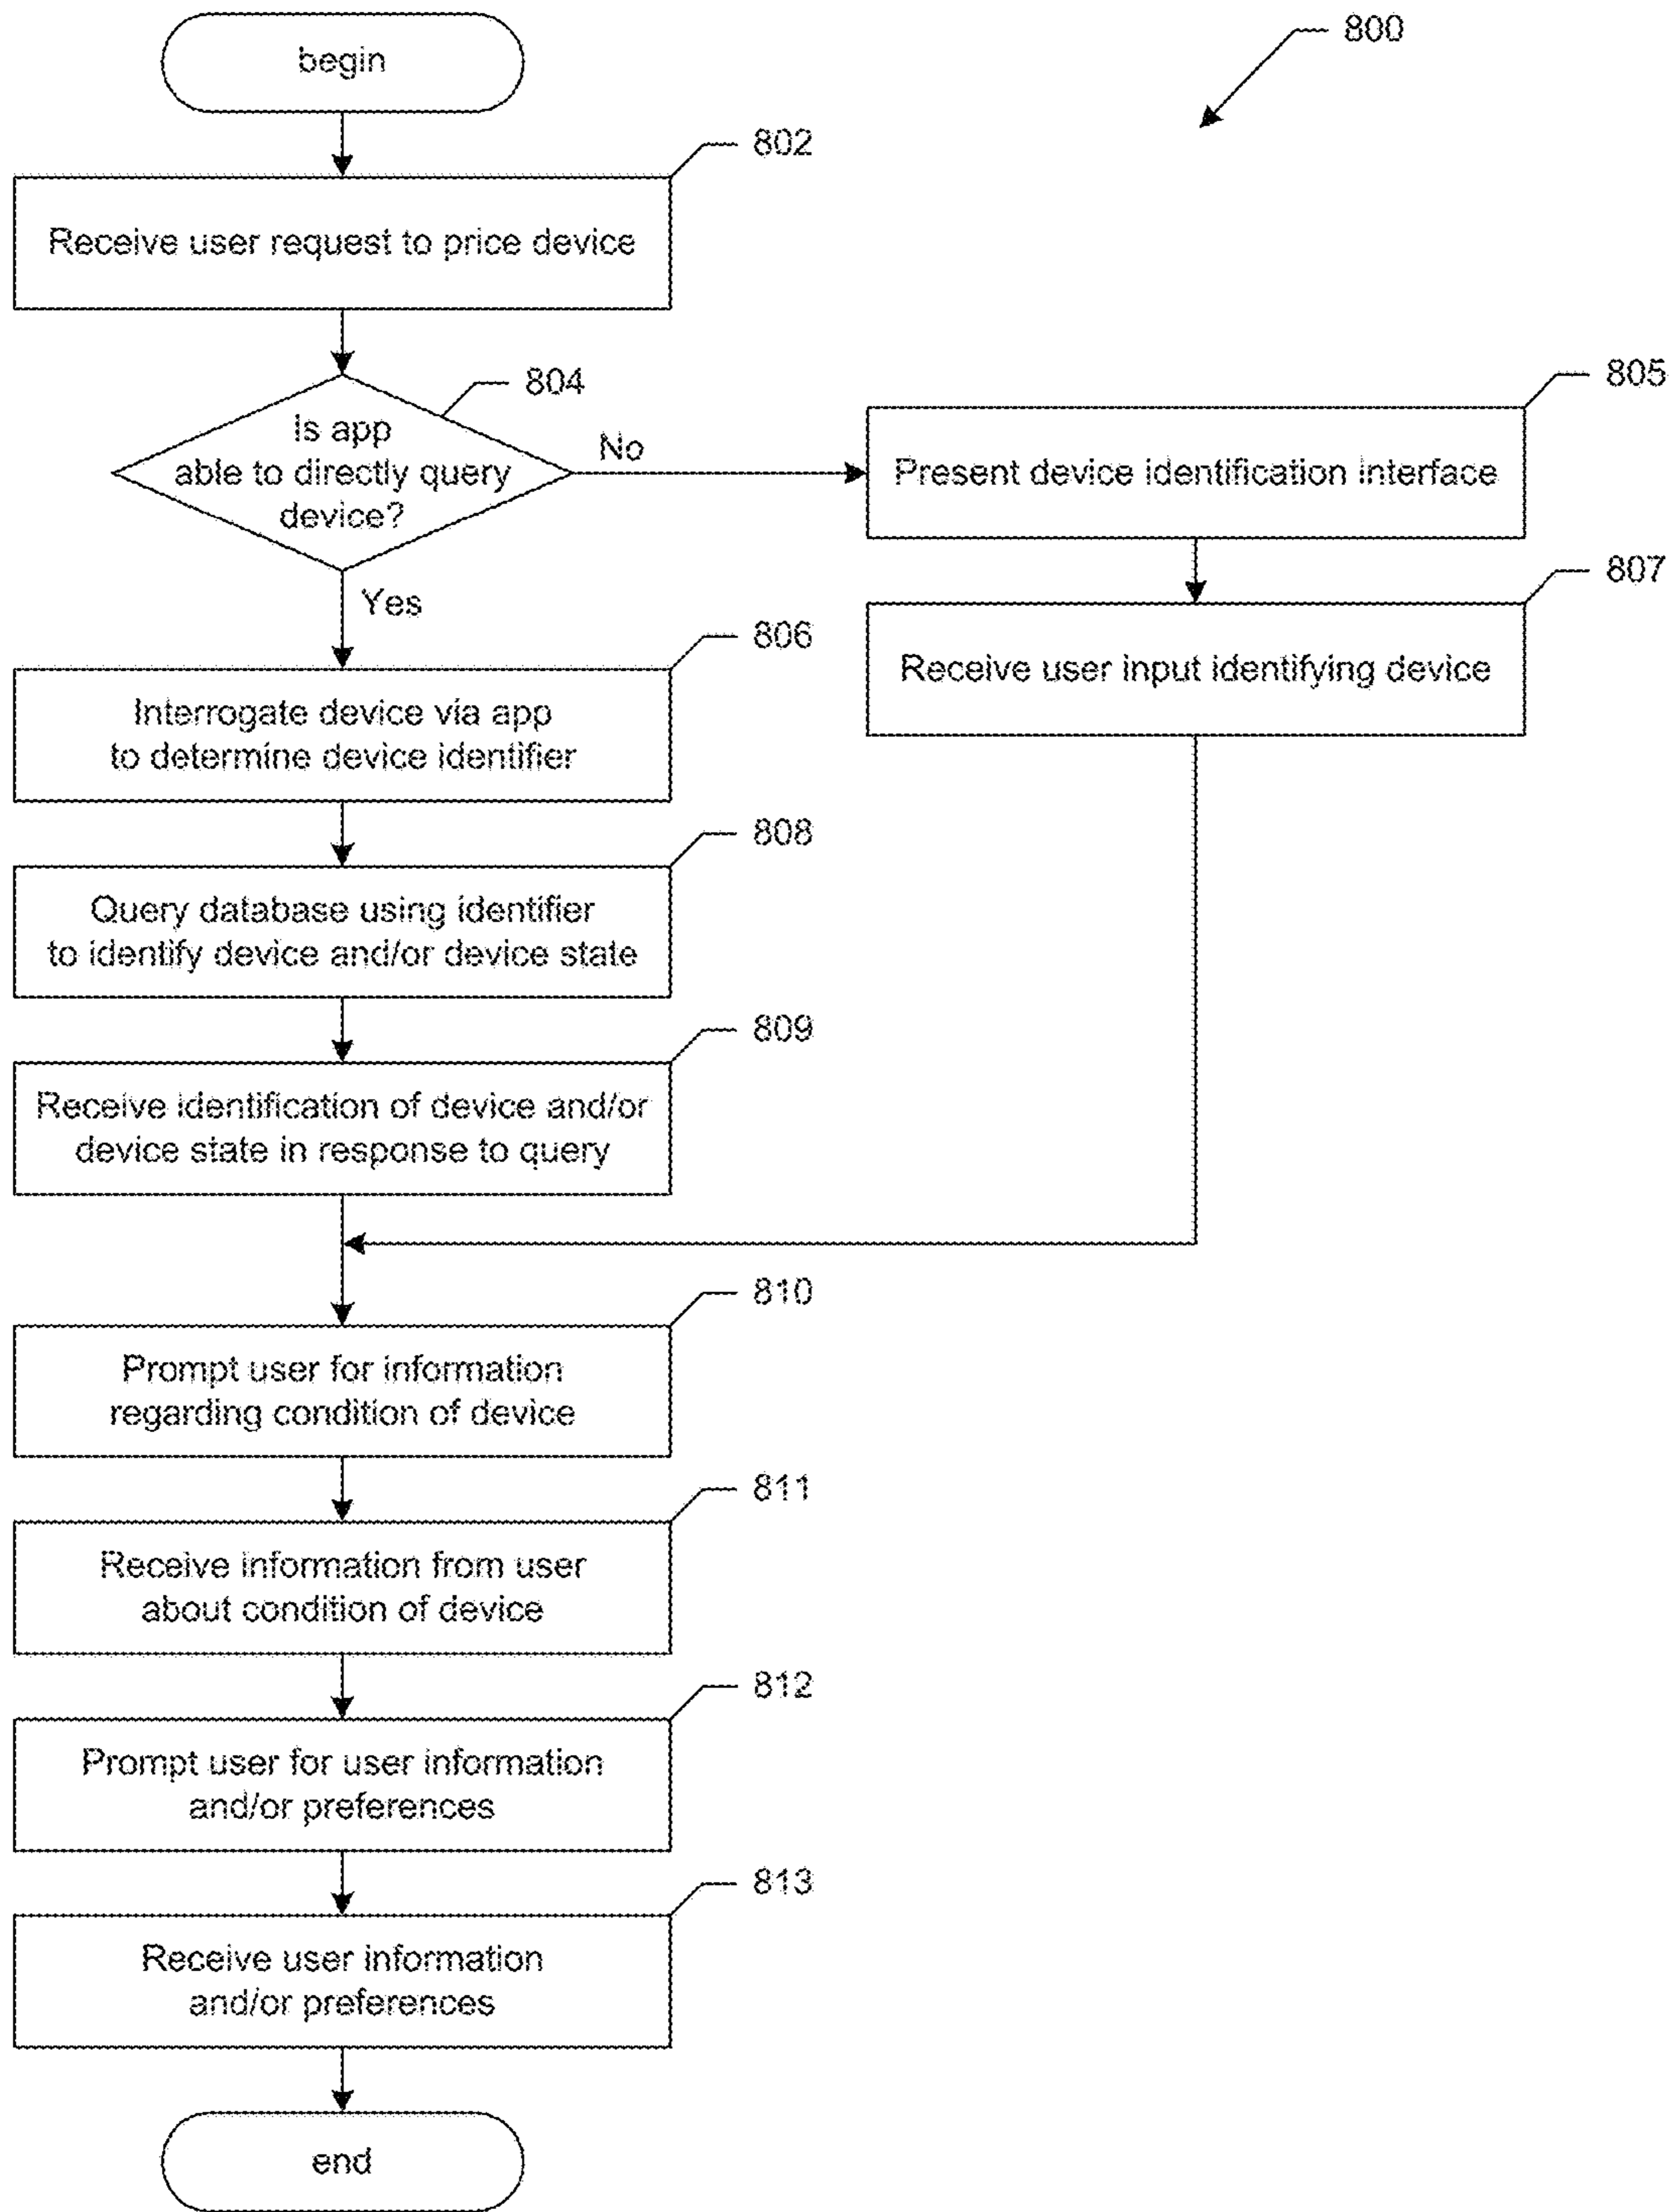 begin
800
802
Receive user request to price device
804
Is app
able to directly query
device?
No
Yes
805
Present device identification interface
807
Receive user input identifying device
806
Interrogate device via app
to determine device identifier
808
Query database using identifier
to identify device and/or device state
809
Receive identification of device and/or
device state in response to query
810
Prompt user for information
regarding condition of device
811
Receive information from user
about condition of device
812
Prompt user for user information
and/or preferences
813
Receive user information
and/or preferences
end